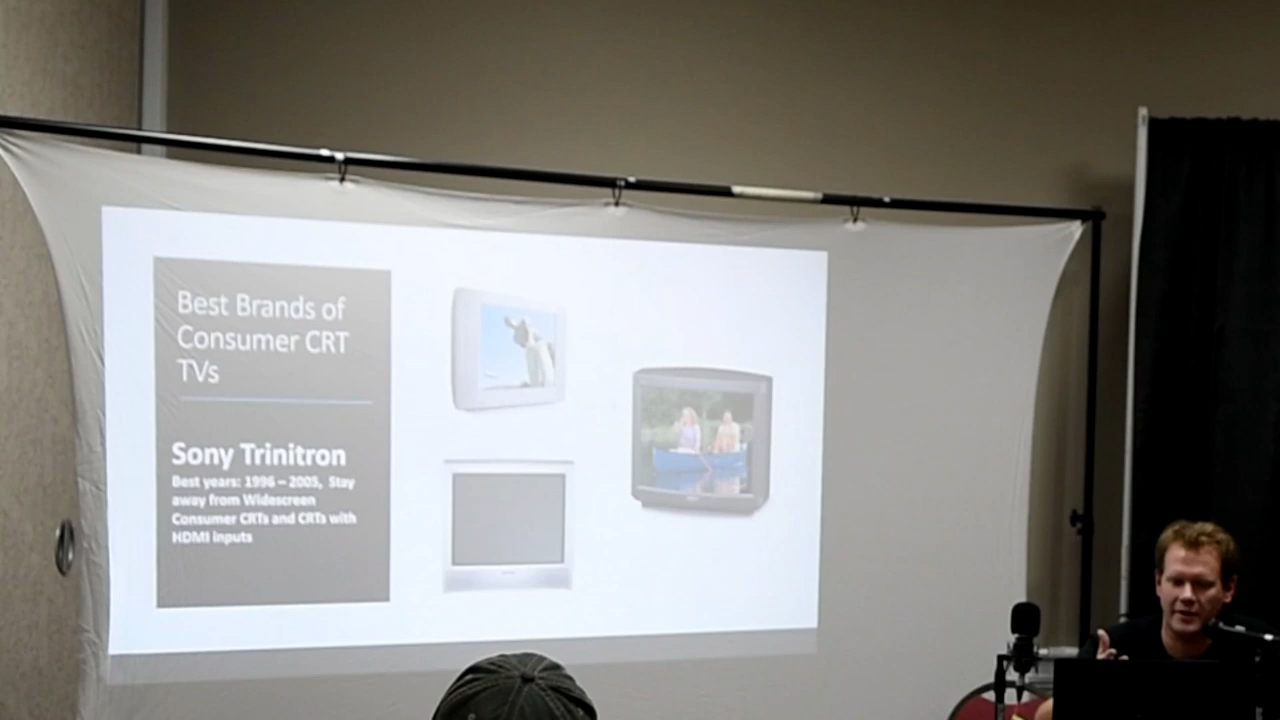 Best Brands of
Consumer CRT
TVs
Sony Trinitron
Best years: 1996 – 2005, Stay
away from Widescreen
Consumer CRTs and CRTs with
HDMI inputs